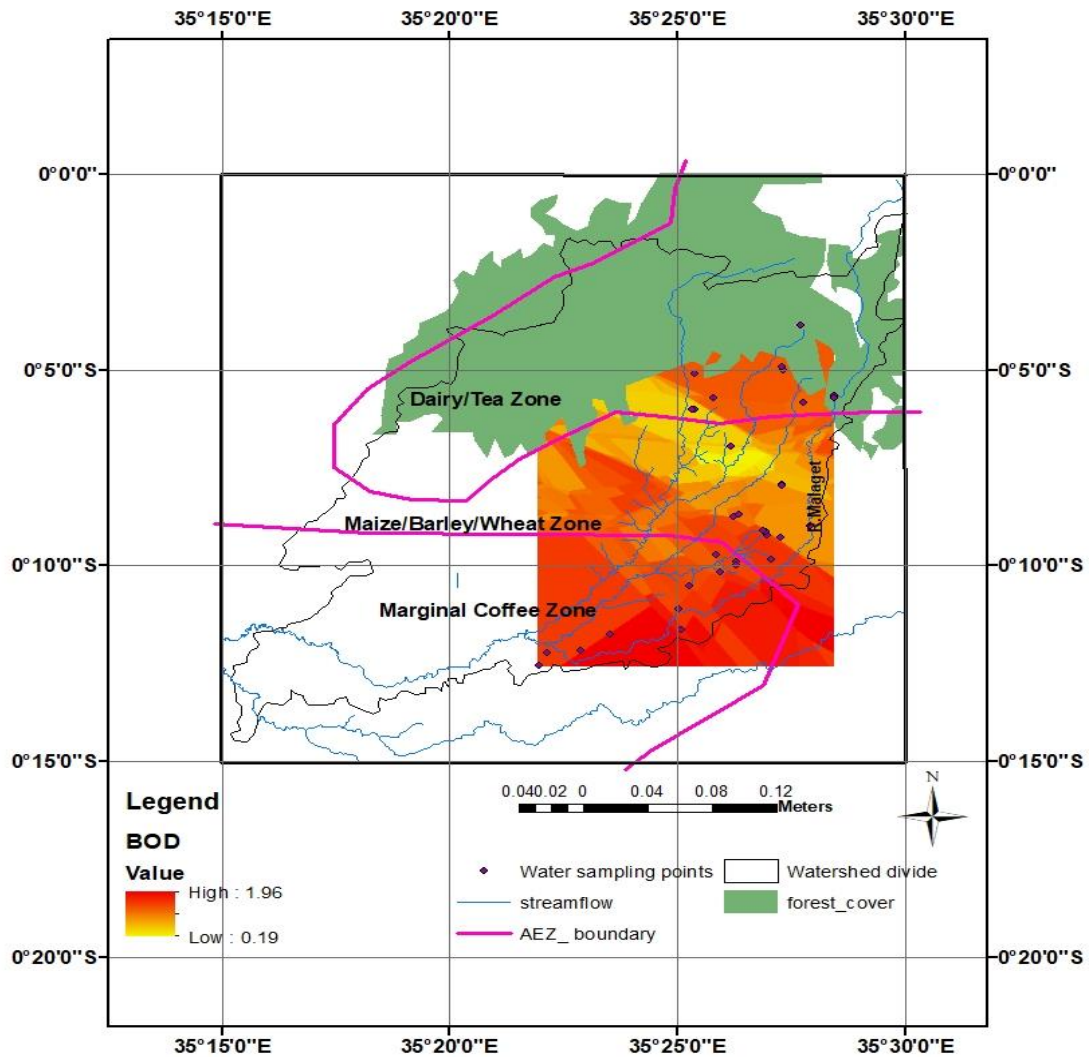 35°15'0"E 35°20'0"E 35°25'0"E 35°30'0"E
0°0'0" 0°0'0"
0°5'0"S 0°5'0"S
Dairy/Tea Zone
R.Malaget
Maize/Barley/Wheat Zone
0°10'0"S 0°10'0"S
Marginal Coffee Zone
0°15'0"S 0°15'0"S
Legend
BOD
Value
High : 1.96
Low : 0.19
0.040.02 0 0.04 0.08 0.12
Meters
N
Water sampling points
streamflow
AEZ_ boundary
Watershed divide
forest_cover
0°20'0"S 0°20'0"S
35°15'0"E 35°20'0"E 35°25'0"E 35°30'0"E